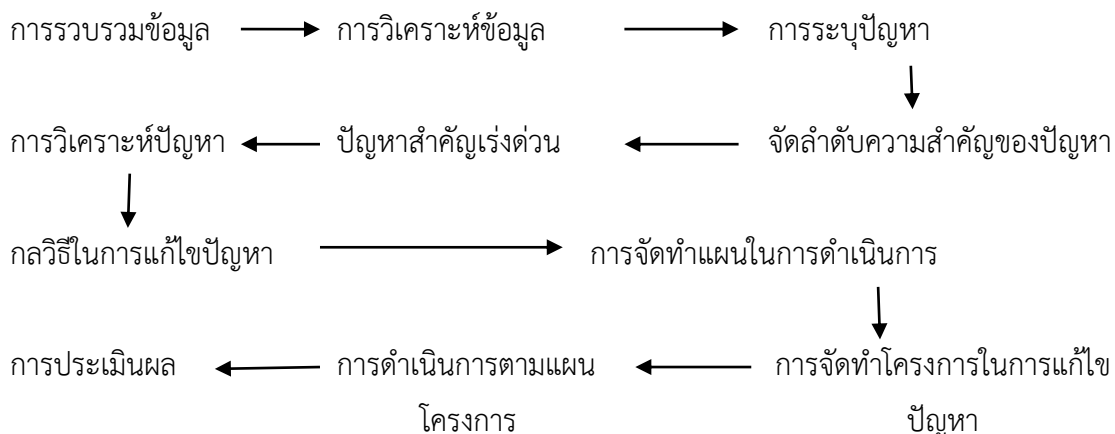 การรวบรวมข้อมูล การวิเคราะห์ข้อมูล การระบุปัญหา
การวิเคราะห์ปัญหา ปัญหาสำคัญเร่งด่วน จัดลำดับความสำคัญของปัญหา
กลวิธีในการแก้ไขปัญหา การจัดทำแผนในการดำเนินการ
การประเมินผล การดำเนินการตามแผน การจัดทำโครงการในการแก้ไข
โครงการ ปัญหา